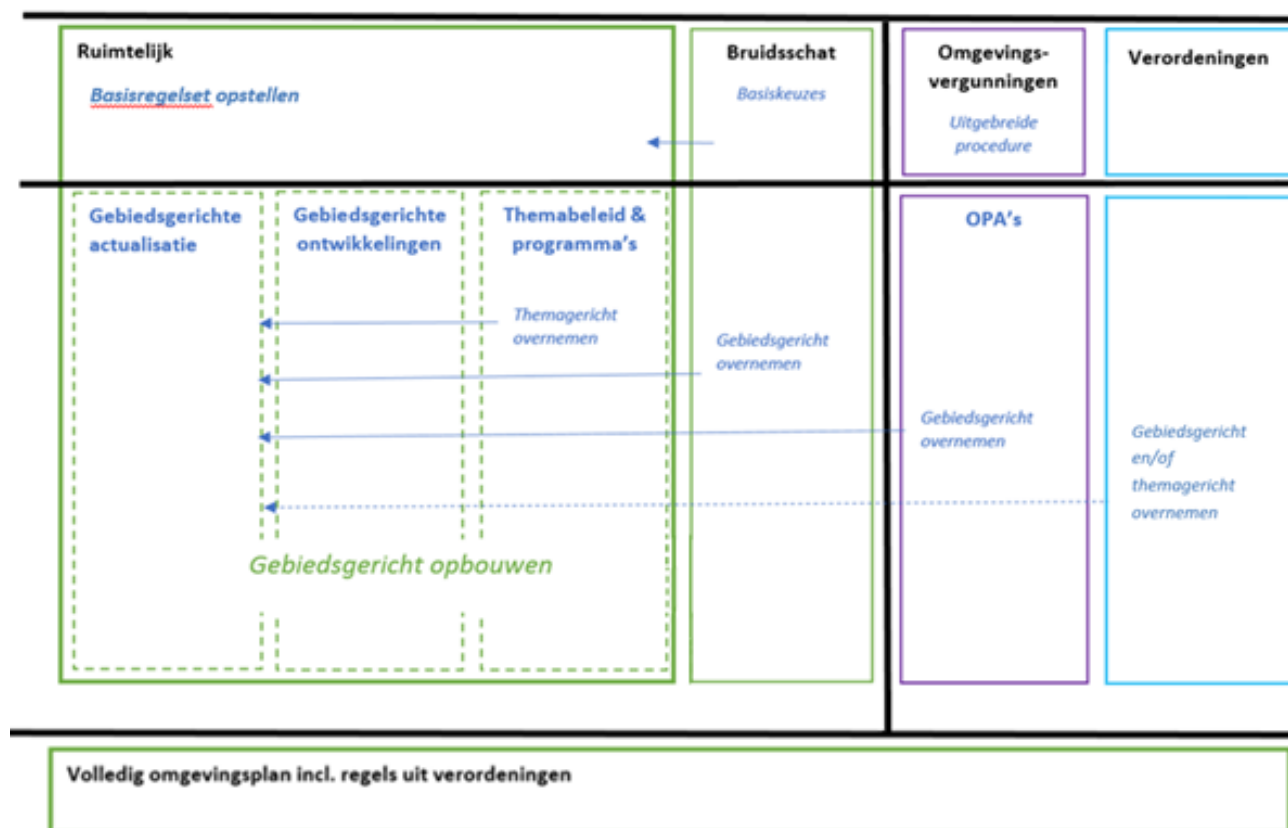 Ruimtelijk
Basisregelset opstellen
Bruidsschat
Basiskeuzes
Omgevings-
vergunningen
Uitgebreide
procedure
Verordeningen
Gebiedsgerichte
actualisatie
Gebiedsgerichte
ontwikkelingen
Themabeleid &
programma's
OPA's
Themagericht
overnemen
Gebiedsgericht
overnemen
Gebiedsgericht
overnemen
Gebiedsgericht
en/of
themagericht
overnemen
Gebiedsgericht opbouwen
Volledig omgevingsplan incl. regels uit verordeningen